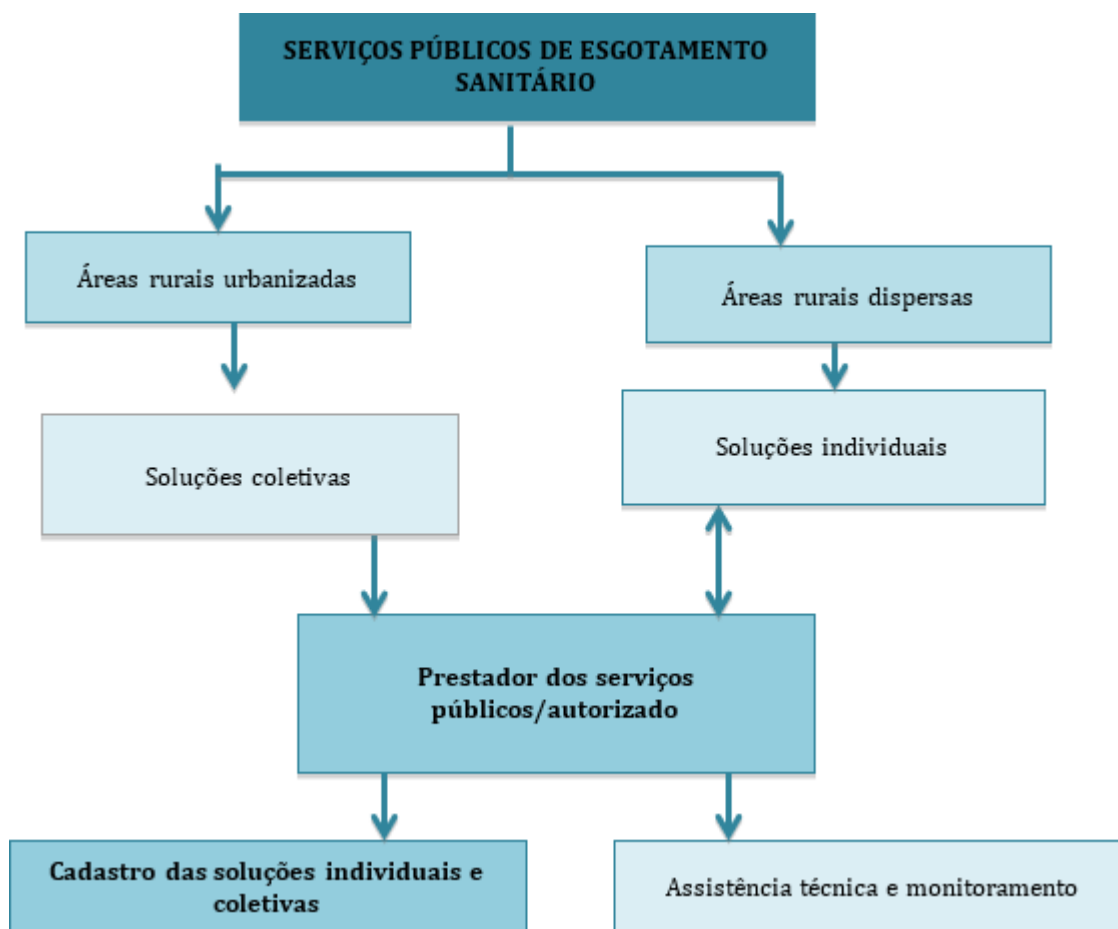 SERVIÇOS PÚBLICOS DE ESGOTAMENTO
SANITÁRIO
Áreas rurais urbanizadas
Áreas rurais dispersas
Soluções coletivas
Soluções individuais
Prestador dos serviços
públicos/autorizado
Cadastro das soluções individuais e
coletivas
Assistência técnica e monitoramento